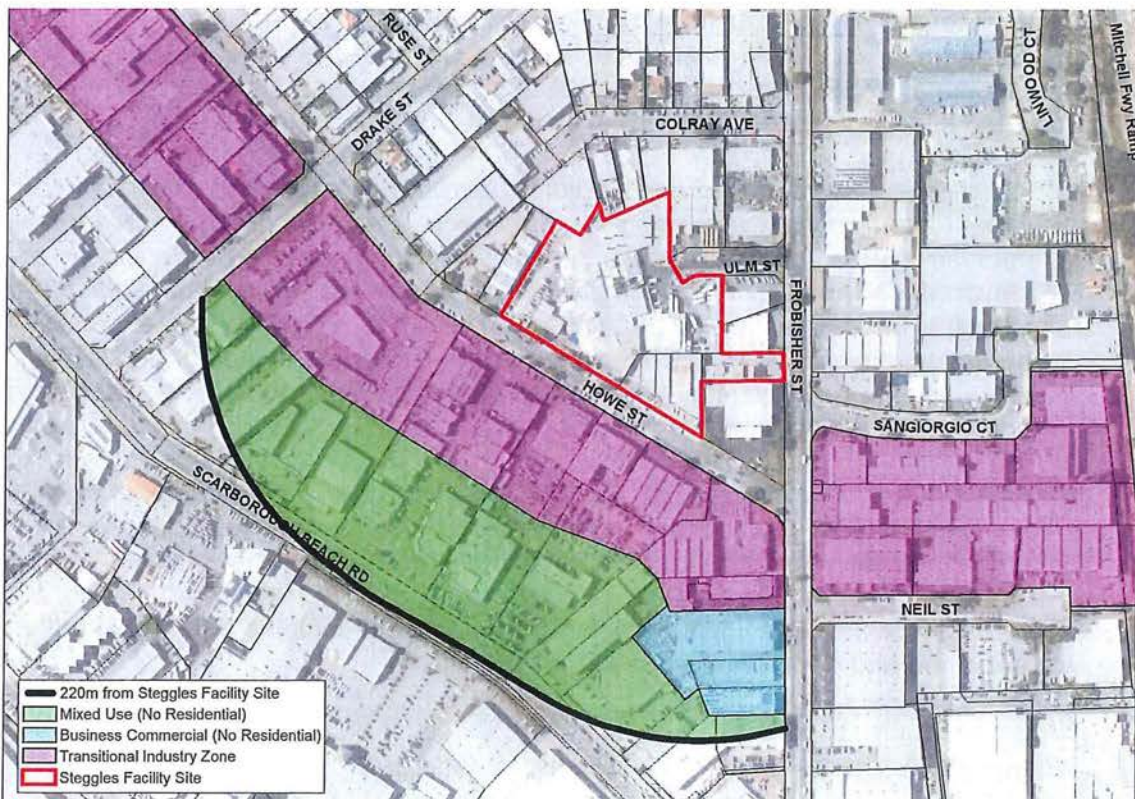 RUSE ST
DRAKE ST
COLRAY AVE
LINWOOD CT
Mitchell Fwy Ramp
ULM ST
FROBISHER ST
HOWE ST
SANGIORGIO CT
SCARBOROUGH BEACH RD
NEIL ST
220m from Steggles Facility Site
Mixed Use (No Residential)
Business Commercial (No Residential)
Transitional Industry Zone
Steggles Facility Site